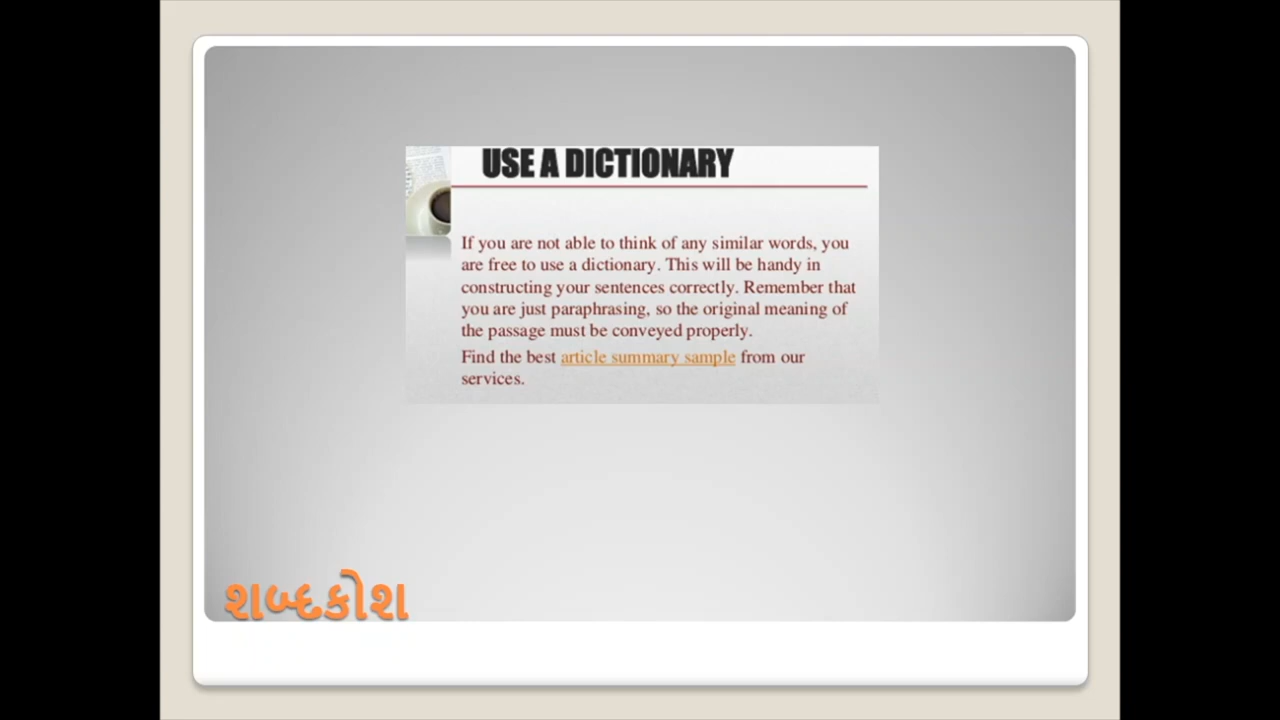 USE A DICTIONARY
If you are not able to think of any similar words, you
are free to use a dictionary. This will be handy in
constructing your sentences correctly. Remember that
you are just paraphrasing, so the original meaning of
the passage must be conveyed properly.
Find the best article summary sample from our
services.
શબ્દકોશ